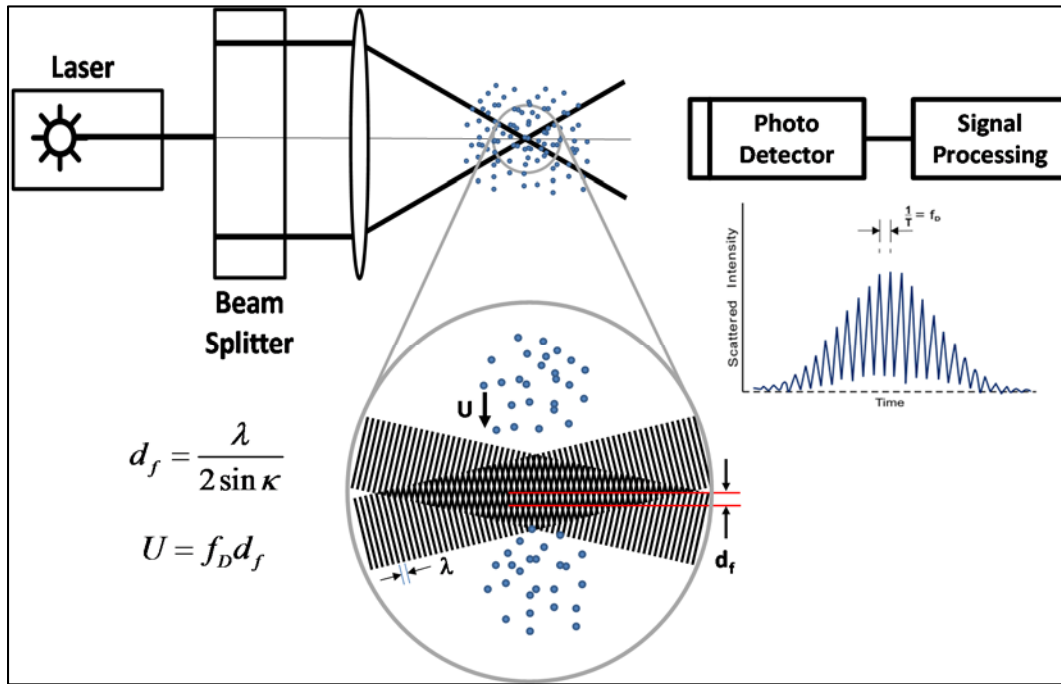 Laser
Beam
Splitter
Photo
Detector
Signal
Processing
1/T = f_D
Scattered Intensity
Time
U
d_f = λ / (2 sin κ)
U = f_D d_f
λ
d_f